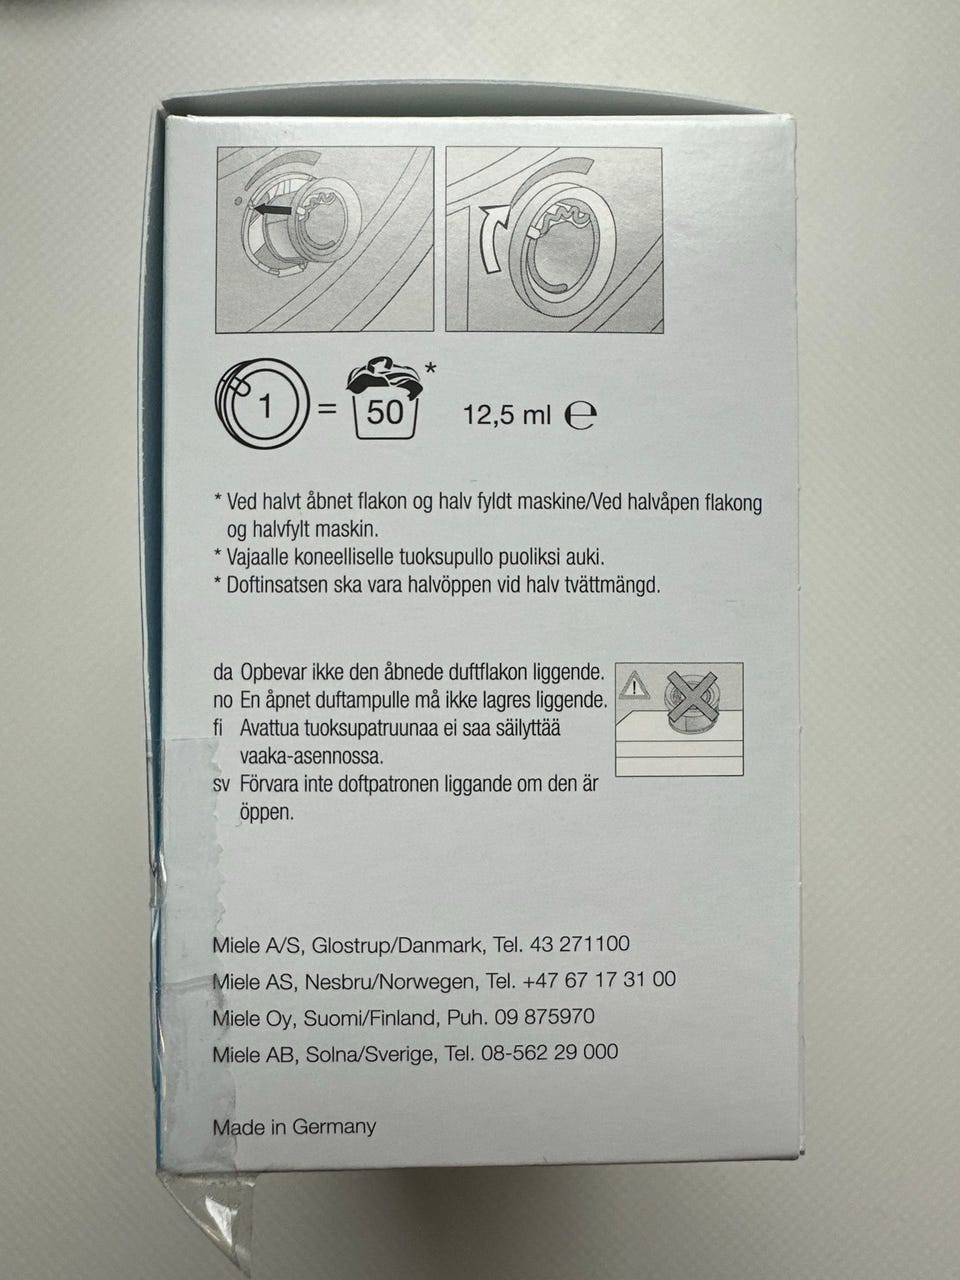 1 = 50 * 12,5 ml ℮
* Ved halvt åbnet flakon og halv fyldt maskine/Ved halvåpen flakong
og halvfylt maskin.
* Vajaalle koneelliselle tuoksupullo puoliksi auki.
* Doftinsatsen ska vara halvöppen vid halv tvättmängd.
da Opbevar ikke den åbnede duftflakon liggende.
no En åpnet duftampulle må ikke lagres liggende.
fi Avattua tuoksupatruunaa ei saa säilyttää
vaaka-asennossa.
sv Förvara inte doftpatronen liggande om den är
öppen.
Miele A/S, Glostrup/Danmark, Tel. 43 271100
Miele AS, Nesbru/Norwegen, Tel. +47 67 17 31 00
Miele Oy, Suomi/Finland, Puh. 09 875970
Miele AB, Solna/Sverige, Tel. 08-562 29 000
Made in Germany